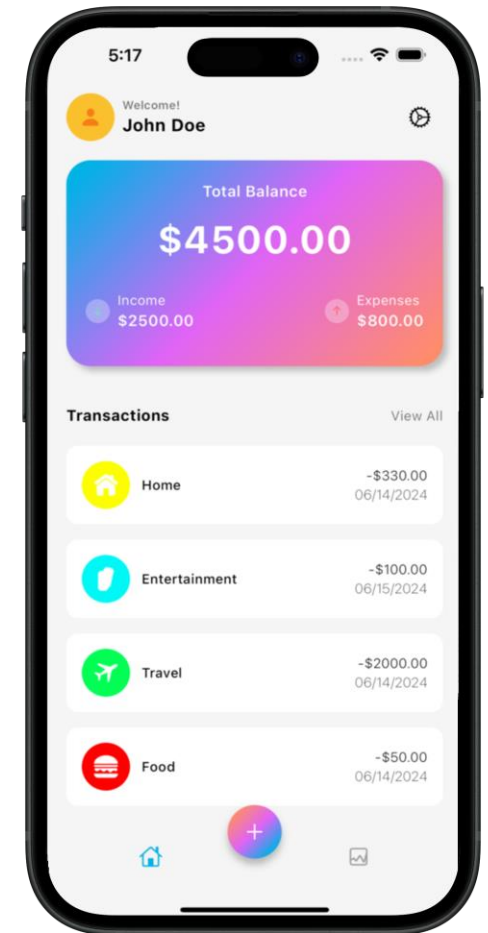 5:17
Welcome!
John Doe
Total Balance
$4500.00
Income
$2500.00
Expenses
$800.00
Transactions
View All
Home
-$330.00
06/14/2024
Entertainment
-$100.00
06/15/2024
Travel
-$2000.00
06/14/2024
Food
-$50.00
06/14/2024